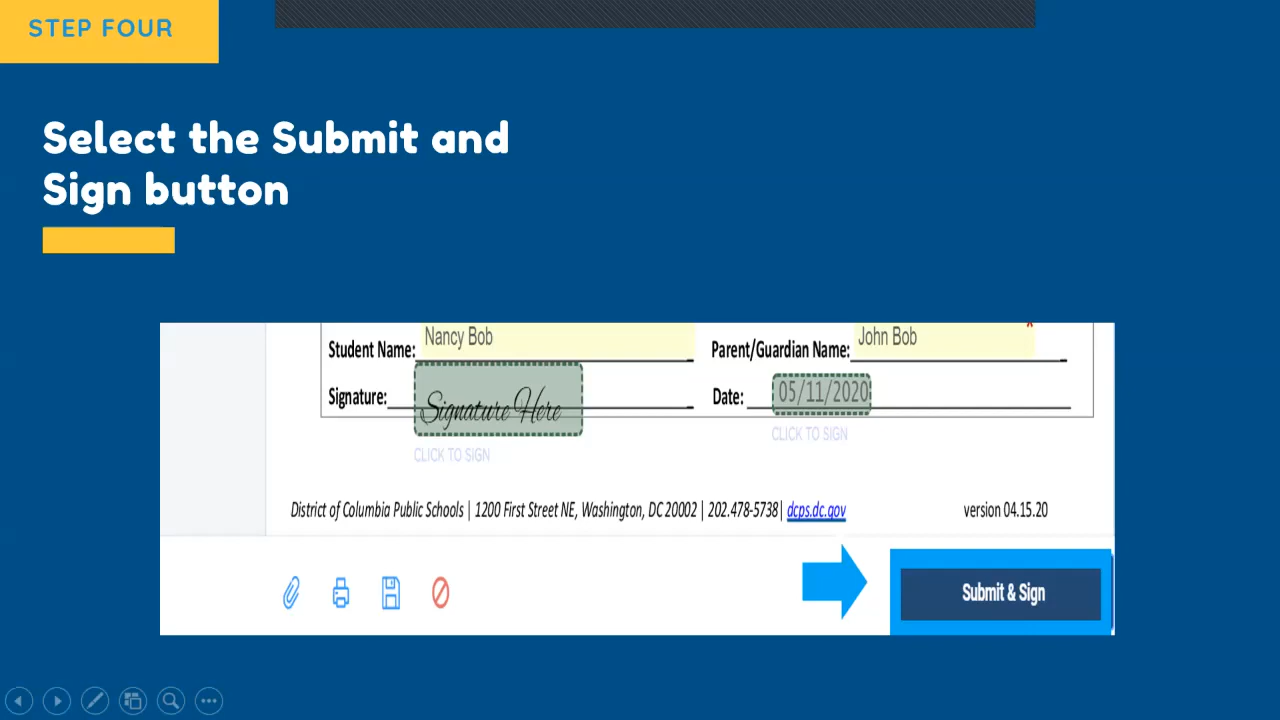 STEP FOUR
Select the Submit and
Sign button
Student Name: Nancy Bob Parent/Guardian Name: John Bob *
Signature: Signature Here Date: 05/11/2020
CLICK TO SIGN CLICK TO SIGN
District of Columbia Public Schools | 1200 First Street NE, Washington, DC 20002 | 202.478-5738| dcps.dc.gov version 04.15.20
Submit & Sign